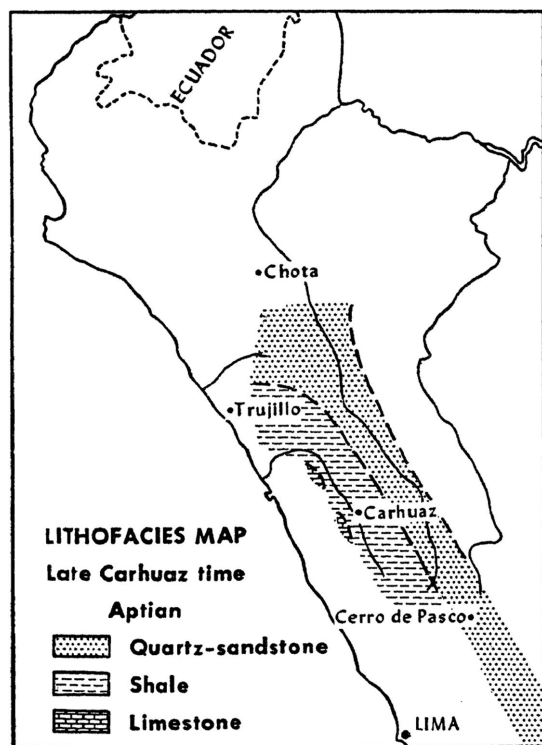 ECUADOR
Chota
Trujillo
Carhuaz
LITHOFACIES MAP
Late Carhuaz time
Aptian
Cerro de Pasco
Quartz-sandstone
Shale
Limestone
LIMA